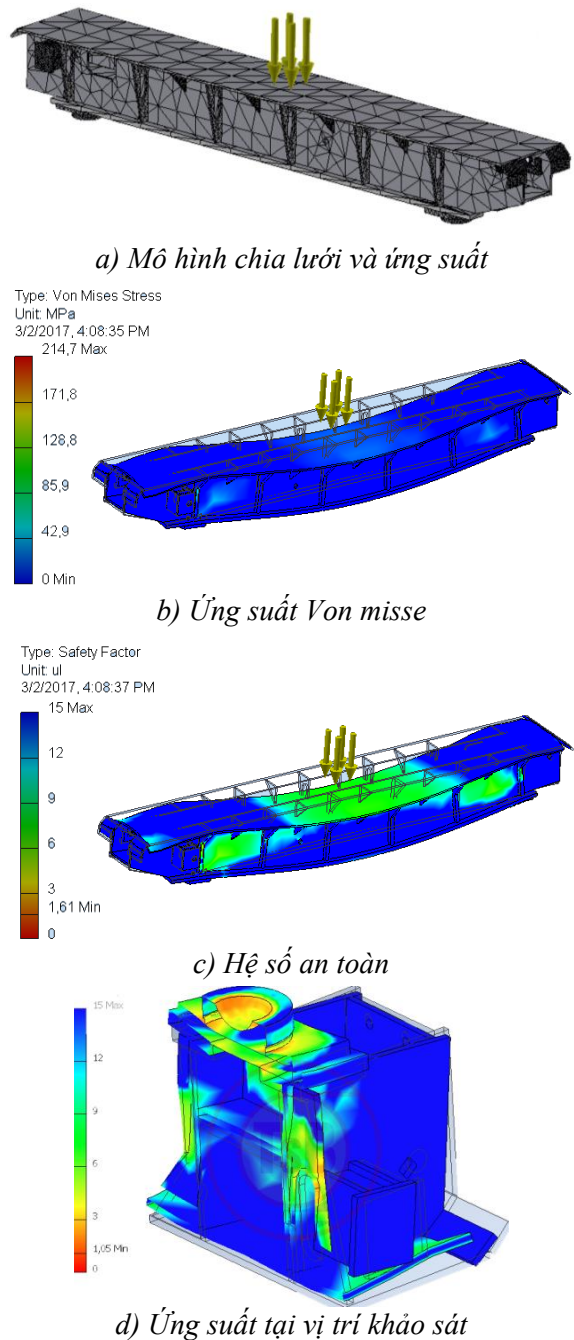 a) Mô hình chia lưới và ứng suất
Type: Von Mises Stress
Unit: MPa
3/2/2017, 4:08:35 PM
214,7 Max
171,8
128,8
85,9
42,9
0 Min
b) Ứng suất Von misse
Type: Safety Factor
Unit: ul
3/2/2017, 4:08:37 PM
15 Max
12
9
6
3
1,61 Min
0
c) Hệ số an toàn
15 Max
12
9
6
3
1,05 Min
0
d) Ứng suất tại vị trí khảo sát